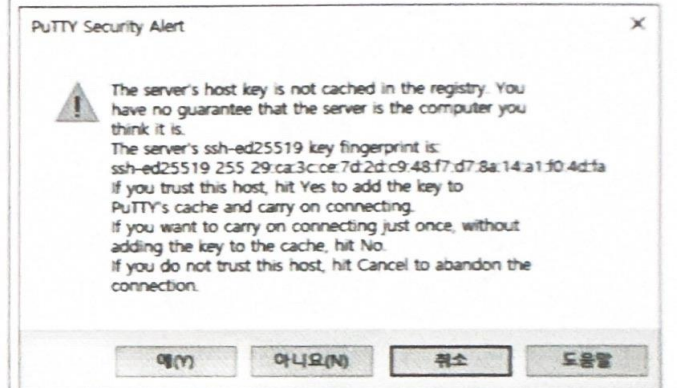 PuTTY Security Alert
The server's host key is not cached in the registry. You
have no guarantee that the server is the computer you
think it is.
The server's ssh-ed25519 key fingerprint is:
ssh-ed25519 255 29:ca:3c:ce:7d:2d:c9:48:f7:d7:8a:14:a1:f0:4d:fa
If you trust this host, hit Yes to add the key to
PuTTY's cache and carry on connecting.
If you want to carry on connecting just once, without
adding the key to the cache, hit No.
If you do not trust this host, hit Cancel to abandon the
connection.
예(Y) 아니요(N) 취소 도움말